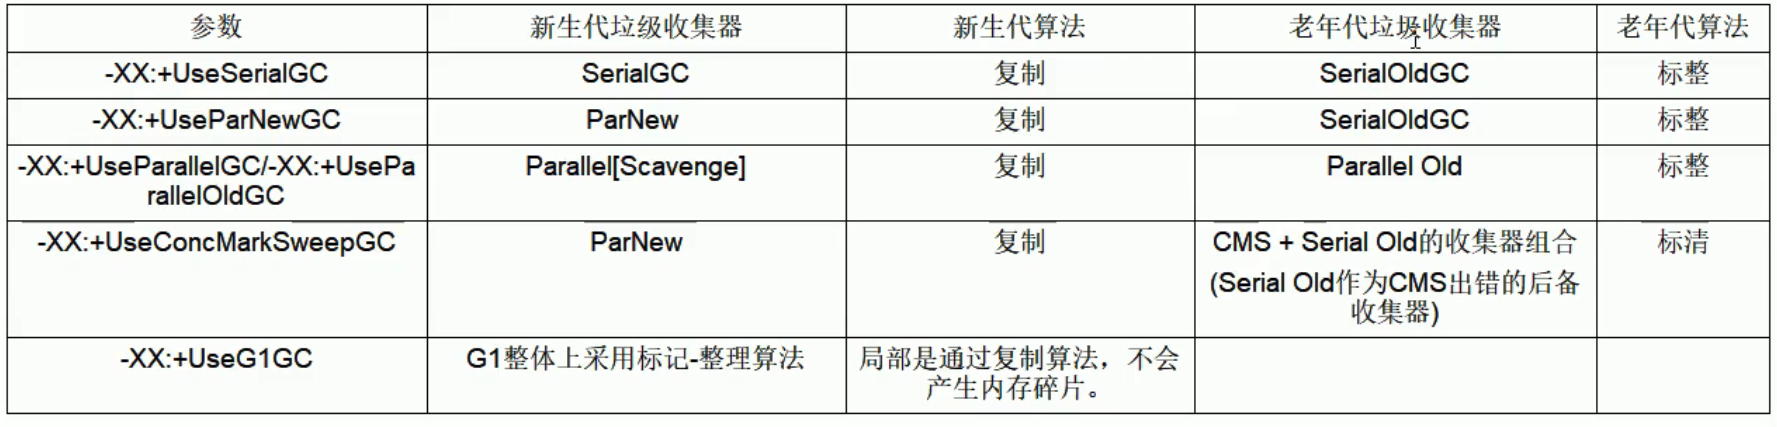 参数 新生代垃级收集器 新生代算法 老年代垃圾收集器 老年代算法
-XX:+UseSerialGC SerialGC 复制 SerialOldGC 标整
-XX:+UseParNewGC ParNew 复制 SerialOldGC 标整
-XX:+UseParallelGC/-XX:+UsePa Parallel[Scavenge] 复制 Parallel Old 标整
rallelOldGC
-XX:+UseConcMarkSweepGC ParNew 复制 CMS + Serial Old的收集器组合 标清
(Serial Old作为CMS出错的后备
收集器)
-XX:+UseG1GC G1整体上采用标记-整理算法 局部是通过复制算法，不会
产生内存碎片。